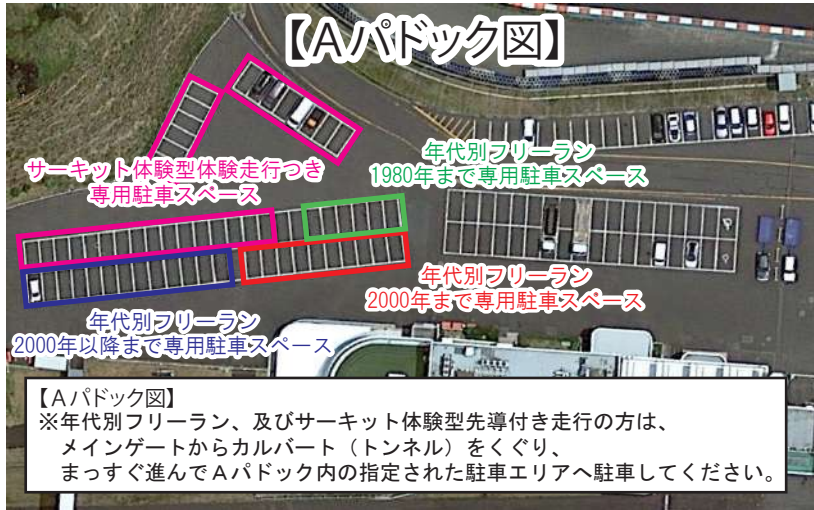 【Aパドック図】
サーキット体験型体験走行つき
専用駐車スペース
年代別フリーラン
1980年まで専用駐車スペース
年代別フリーラン
2000年まで専用駐車スペース
年代別フリーラン
2000年以降まで専用駐車スペース
【Aパドック図】
※年代別フリーラン、及びサーキット体験型先導付き走行の方は、
メインゲートからカルバート（トンネル）をくぐり、
まっすぐ進んでAパドック内の指定された駐車エリアへ駐車してください。